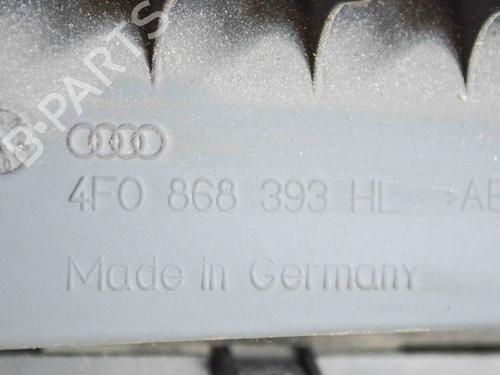 B-PARTS
4F0 868 393 HL >AB
Made in Germany